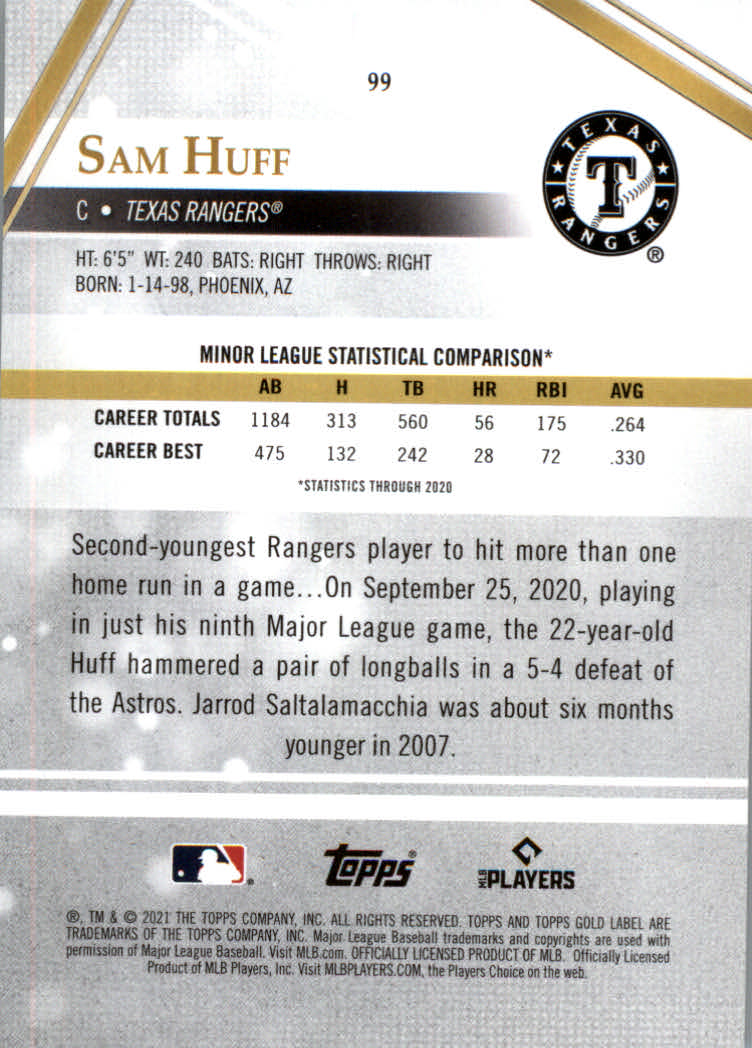 99
SAM HUFF
C • TEXAS RANGERS®
TEXAS RANGERS
T
®
HT: 6'5" WT: 240 BATS: RIGHT THROWS: RIGHT
BORN: 1-14-98, PHOENIX, AZ
MINOR LEAGUE STATISTICAL COMPARISON*
AB H TB HR RBI AVG
CAREER TOTALS 1184 313 560 56 175 .264
CAREER BEST 475 132 242 28 72 .330
*STATISTICS THROUGH 2020
Second-youngest Rangers player to hit more than one
home run in a game...On September 25, 2020, playing
in just his ninth Major League game, the 22-year-old
Huff hammered a pair of longballs in a 5-4 defeat of
the Astros. Jarrod Saltalamacchia was about six months
younger in 2007.
® topps® MLB PLAYERS
®, TM & © 2021 THE TOPPS COMPANY, INC. ALL RIGHTS RESERVED. TOPPS AND TOPPS GOLD LABEL ARE
TRADEMARKS OF THE TOPPS COMPANY, INC. Major League Baseball trademarks and copyrights are used with
permission of Major League Baseball. Visit MLB.com. OFFICIALLY LICENSED PRODUCT OF MLB. Officially Licensed
Product of MLB Players, Inc. Visit MLBPLAYERS.COM, the Players Choice on the web.